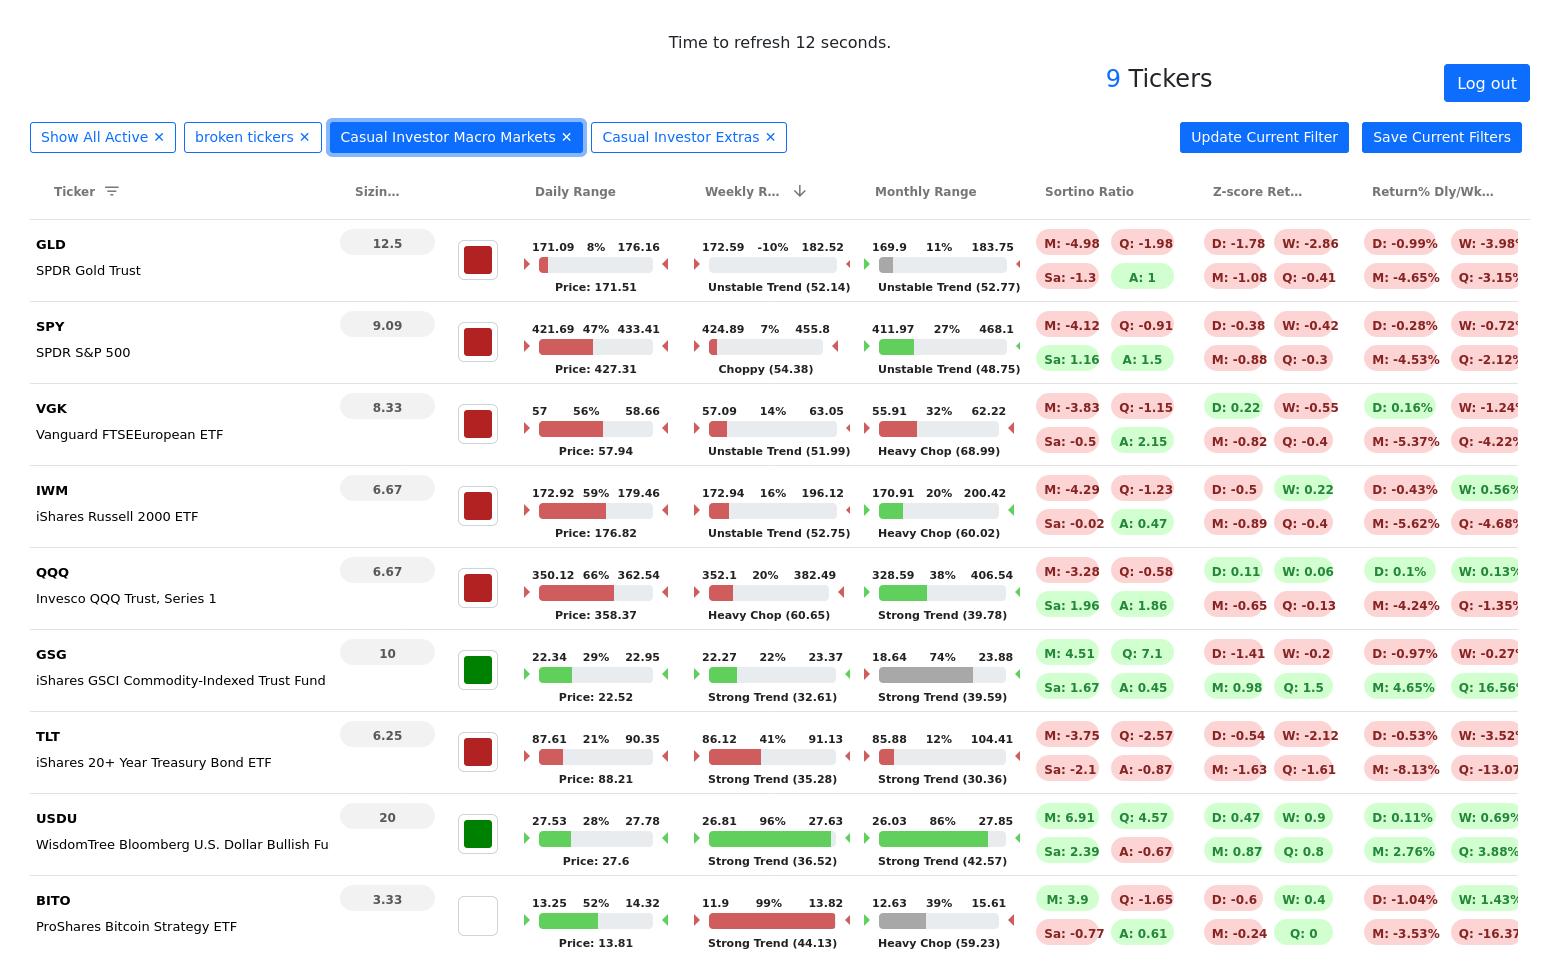 Time to refresh 12 seconds.
9 Tickers
Log out
Show All Active ✕ broken tickers ✕ Casual Investor Macro Markets ✕ Casual Investor Extras ✕ Update Current Filter Save Current Filters
Ticker Sizin… Daily Range Weekly R… Monthly Range Sortino Ratio Z-score Ret… Return% Dly/Wk…
GLD 12.5 171.09 8% 176.16 172.59 -10% 182.52 169.9 11% 183.75 M: -4.98 Q: -1.98 D: -1.78 W: -2.86 D: -0.99% W: -3.98%
SPDR Gold Trust Price: 171.51 Unstable Trend (52.14) Unstable Trend (52.77) Sa: -1.3 A: 1 M: -1.08 Q: -0.41 M: -4.65% Q: -3.15%
SPY 9.09 421.69 47% 433.41 424.89 7% 455.8 411.97 27% 468.1 M: -4.12 Q: -0.91 D: -0.38 W: -0.42 D: -0.28% W: -0.72%
SPDR S&P 500 Price: 427.31 Choppy (54.38) Unstable Trend (48.75) Sa: 1.16 A: 1.5 M: -0.88 Q: -0.3 M: -4.53% Q: -2.12%
VGK 8.33 57 56% 58.66 57.09 14% 63.05 55.91 32% 62.22 M: -3.83 Q: -1.15 D: 0.22 W: -0.55 D: 0.16% W: -1.24%
Vanguard FTSEEuropean ETF Price: 57.94 Unstable Trend (51.99) Heavy Chop (68.99) Sa: -0.5 A: 2.15 M: -0.82 Q: -0.4 M: -5.37% Q: -4.22%
IWM 6.67 172.92 59% 179.46 172.94 16% 196.12 170.91 20% 200.42 M: -4.29 Q: -1.23 D: -0.5 W: 0.22 D: -0.43% W: 0.56%
iShares Russell 2000 ETF Price: 176.82 Unstable Trend (52.75) Heavy Chop (60.02) Sa: -0.02 A: 0.47 M: -0.89 Q: -0.4 M: -5.62% Q: -4.68%
QQQ 6.67 350.12 66% 362.54 352.1 20% 382.49 328.59 38% 406.54 M: -3.28 Q: -0.58 D: 0.11 W: 0.06 D: 0.1% W: 0.13%
Invesco QQQ Trust, Series 1 Price: 358.37 Heavy Chop (60.65) Strong Trend (39.78) Sa: 1.96 A: 1.86 M: -0.65 Q: -0.13 M: -4.24% Q: -1.35%
GSG 10 22.34 29% 22.95 22.27 22% 23.37 18.64 74% 23.88 M: 4.51 Q: 7.1 D: -1.41 W: -0.2 D: -0.97% W: -0.27%
iShares GSCI Commodity-Indexed Trust Fund Price: 22.52 Strong Trend (32.61) Strong Trend (39.59) Sa: 1.67 A: 0.45 M: 0.98 Q: 1.5 M: 4.65% Q: 16.56%
TLT 6.25 87.61 21% 90.35 86.12 41% 91.13 85.88 12% 104.41 M: -3.75 Q: -2.57 D: -0.54 W: -2.12 D: -0.53% W: -3.52%
iShares 20+ Year Treasury Bond ETF Price: 88.21 Strong Trend (35.28) Strong Trend (30.36) Sa: -2.1 A: -0.87 M: -1.63 Q: -1.61 M: -8.13% Q: -13.07
USDU 20 27.53 28% 27.78 26.81 96% 27.63 26.03 86% 27.85 M: 6.91 Q: 4.57 D: 0.47 W: 0.9 D: 0.11% W: 0.69%
WisdomTree Bloomberg U.S. Dollar Bullish Fu Price: 27.6 Strong Trend (36.52) Strong Trend (42.57) Sa: 2.39 A: -0.67 M: 0.87 Q: 0.8 M: 2.76% Q: 3.88%
BITO 3.33 13.25 52% 14.32 11.9 99% 13.82 12.63 39% 15.61 M: 3.9 Q: -1.65 D: -0.6 W: 0.4 D: -1.04% W: 1.43%
ProShares Bitcoin Strategy ETF Price: 13.81 Strong Trend (44.13) Heavy Chop (59.23) Sa: -0.77 A: 0.61 M: -0.24 Q: 0 M: -3.53% Q: -16.37